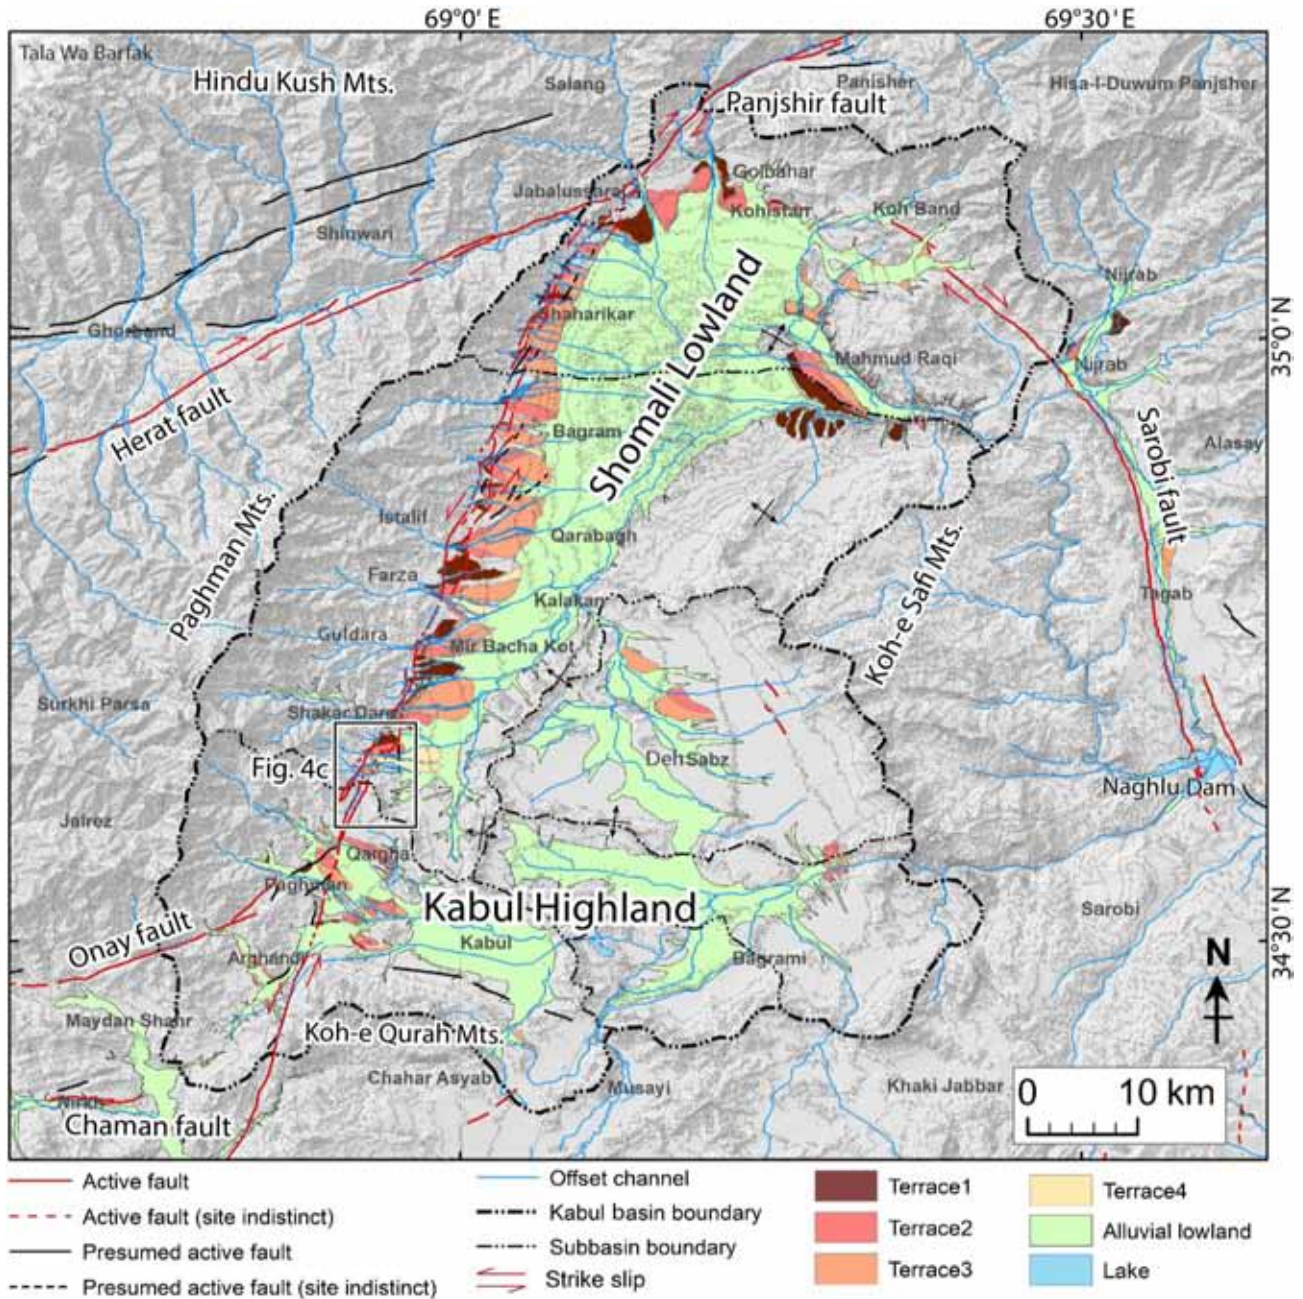 69°0' E
69°30' E
Tala Wa Barfak
Hindu Kush Mts.
Salang
Panisher
Hisa-I-Duwum Panjsher
Panjshir fault
Golbahar
Jabalussaraj
Kohistan
Koh Band
Shinwari
Nijrab
Ghorband
Shaharikar
35°0' N
Mahmud Raqi
Nijrab
Herat fault
Shomali Lowland
Bagram
Sarobi fault
Alasay
Paghman Mts.
Istalif
Qarabagh
Farza
Kalakan
Koh-e Safi Mts.
Tagab
Guldara
Mir Bacha Kot
Surkhi Parsa
Shakar Dara
Fig. 4c
Deh Sabz
Naghlu Dam
Jalrez
Qargha
Paghman
Kabul Highland
Sarobi
34°30' N
Onay fault
Kabul
Arghandi
Bagrami
N
Maydan Shahr
Koh-e Qurah Mts.
Chahar Asyab
Musayi
Khaki Jabbar
0 10 km
Nirkh
Chaman fault
Active fault
Active fault (site indistinct)
Presumed active fault
Presumed active fault (site indistinct)
Offset channel
Kabul basin boundary
Subbasin boundary
Strike slip
Terrace1
Terrace2
Terrace3
Terrace4
Alluvial lowland
Lake